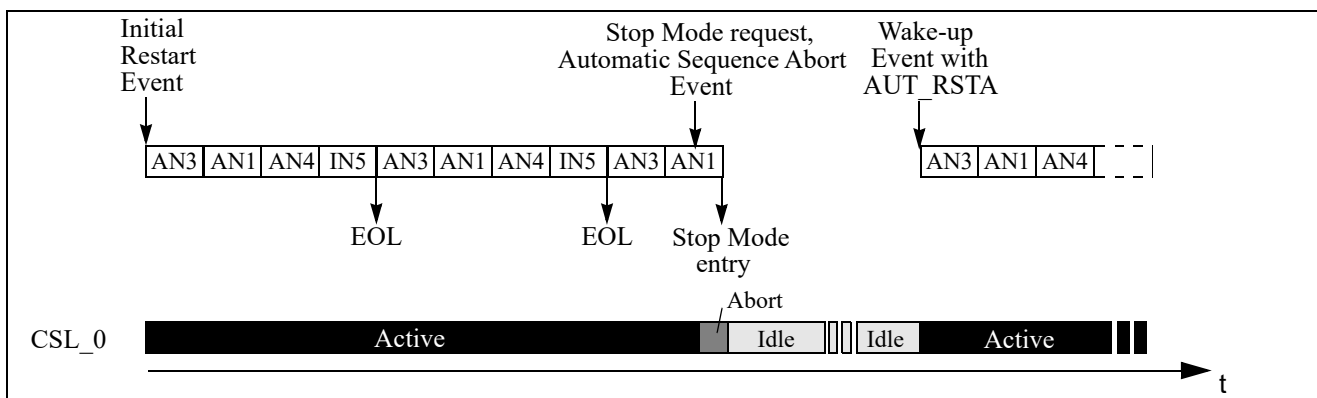 Initial
Restart
Event
Stop Mode request,
Automatic Sequence Abort
Event
Wake-up
Event with
AUT_RSTA
AN3 AN1 AN4 IN5 AN3 AN1 AN4 IN5 AN3 AN1
AN3 AN1 AN4
EOL
EOL
Stop Mode
entry
Abort
CSL_0
Active
Idle
Idle
Active
t